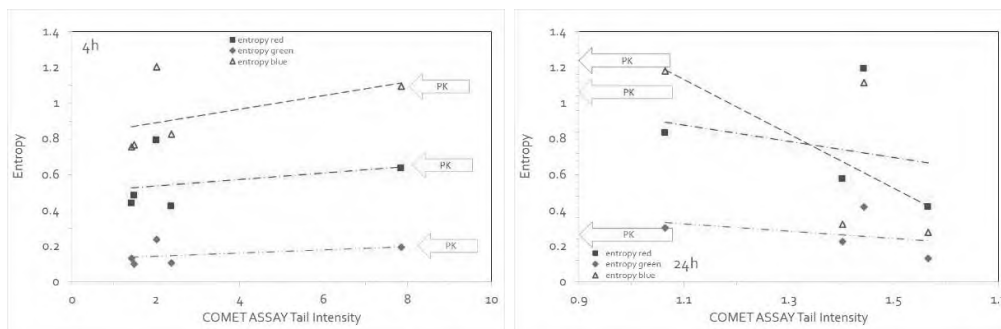 1.4
1.2
1
0.8
0.6
0.4
0.2
0
Entropy
4h
entropy red
entropy green
entropy blue
PK
PK
PK
0 2 4 6 8 10
COMET ASSAY Tail Intensity
1.4
1.2
1
0.8
0.6
0.4
0.2
0
Entropy
PK
PK
PK
entropy red
entropy green
entropy blue
24h
0.9 1.1 1.3 1.5
COMET ASSAY Tail Intensity